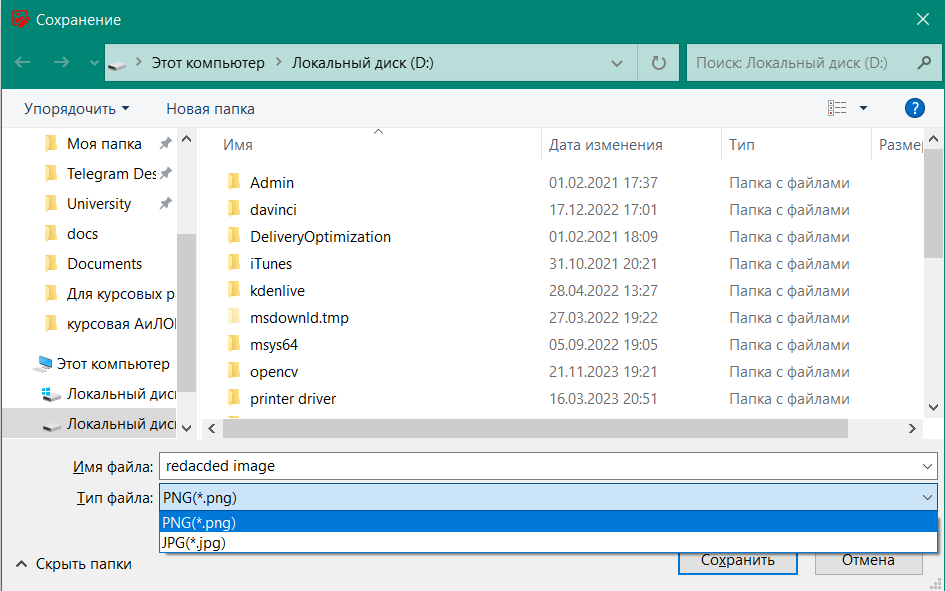 Сохранение
Этот компьютер Локальный диск (D:) Поиск: Локальный диск (D:)
Упорядочить Новая папка ?
Имя Дата изменения Тип Разме
Моя папка
Telegram Des
University
docs
Documents
Для курсовых р
курсовая АиЛО
Этот компьютер
Локальный дис
Локальный дис
Admin 01.02.2021 17:37 Папка с файлами
davinci 17.12.2022 17:01 Папка с файлами
DeliveryOptimization 01.02.2021 18:09 Папка с файлами
iTunes 31.10.2021 20:21 Папка с файлами
kdenlive 28.04.2022 13:27 Папка с файлами
msdownld.tmp 27.03.2022 19:22 Папка с файлами
msys64 05.09.2022 19:05 Папка с файлами
opencv 21.11.2023 19:21 Папка с файлами
printer driver 16.03.2023 20:51 Папка с файлами
Имя файла: redacded image
Тип файла: PNG(*.png)
PNG(*.png)
JPG(*.jpg)
Скрыть папки Сохранить Отмена